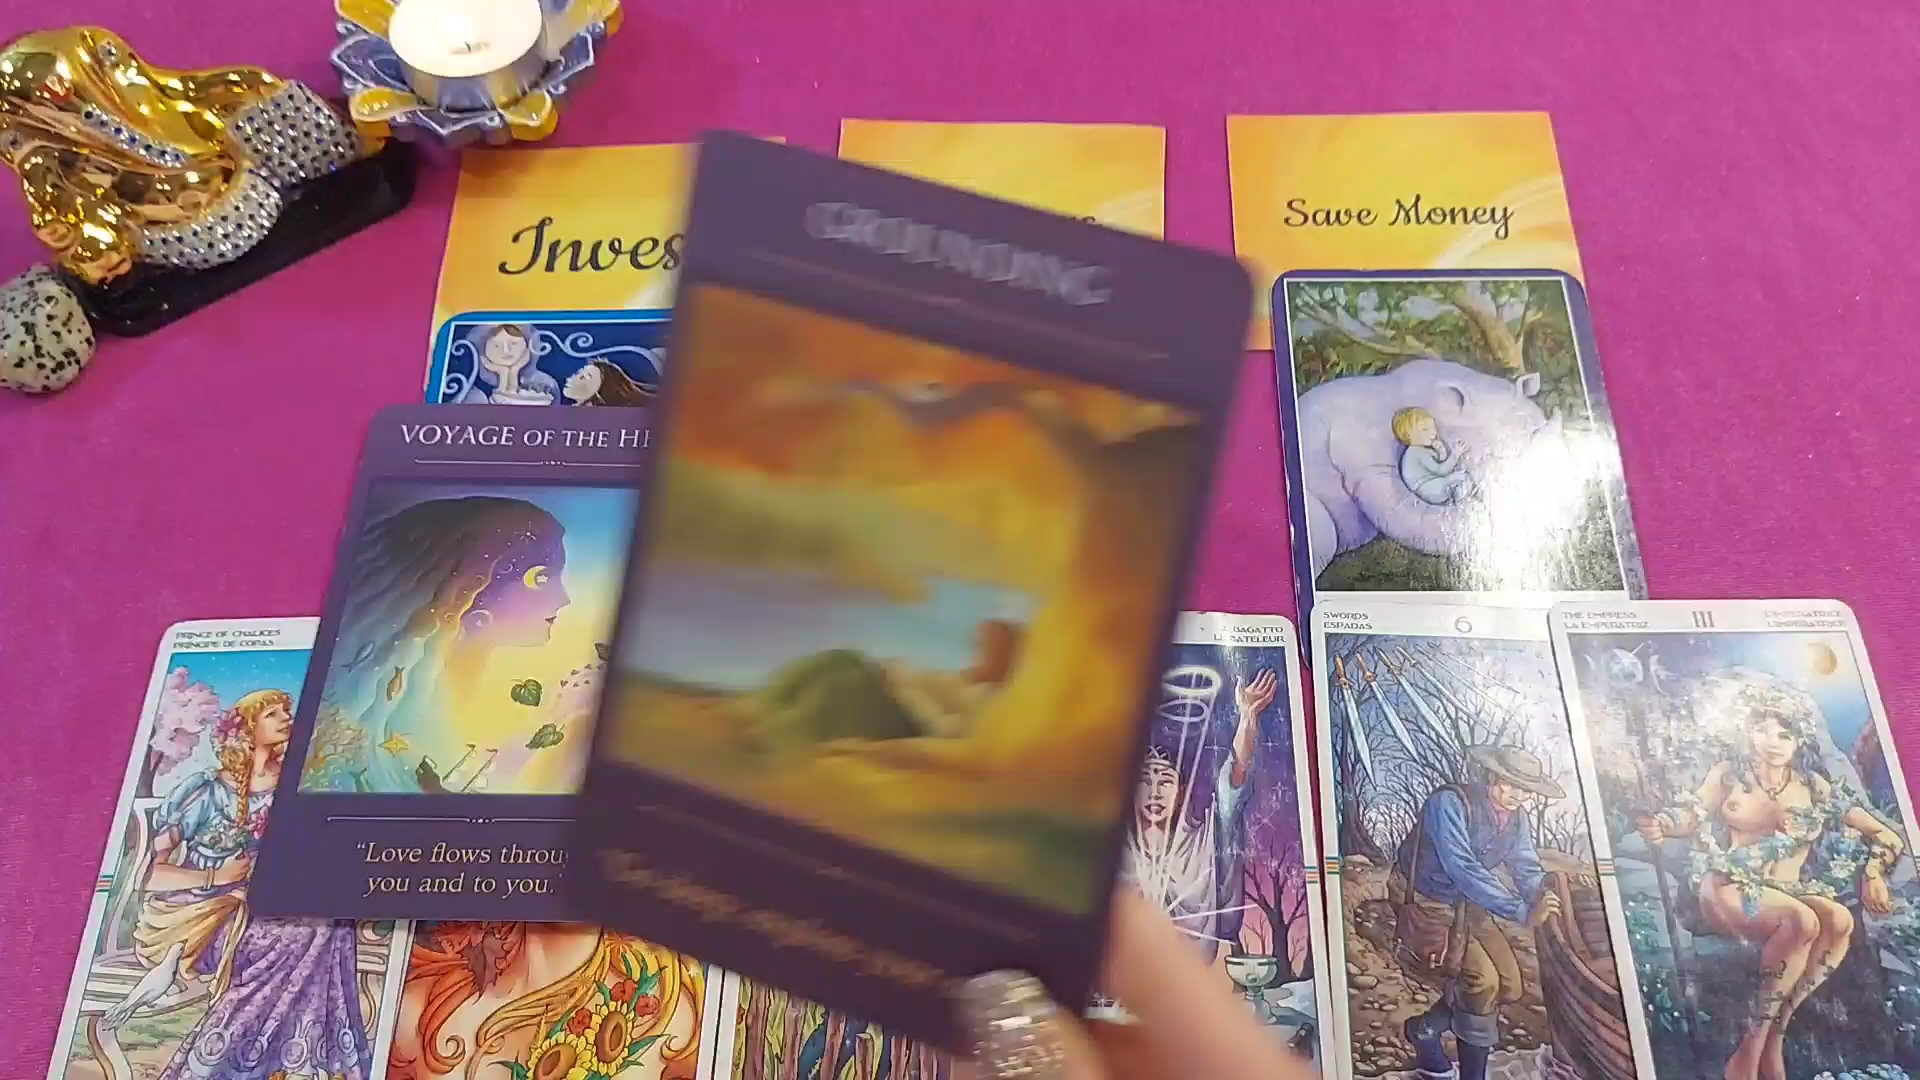 Save Money
Inves
GROUNDING
VOYAGE OF THE HE
SWORDS
ESPADAS
6
THE EMPRESS
LA EMPERATRIZ
III
L'IMPERATRICE
L'IMPERATRICE
PRINCE OF CHALICES
PRINCIPE DE COPAS
IL BAGATTO
LE BATELEUR
"Love flows throu
you and to you.